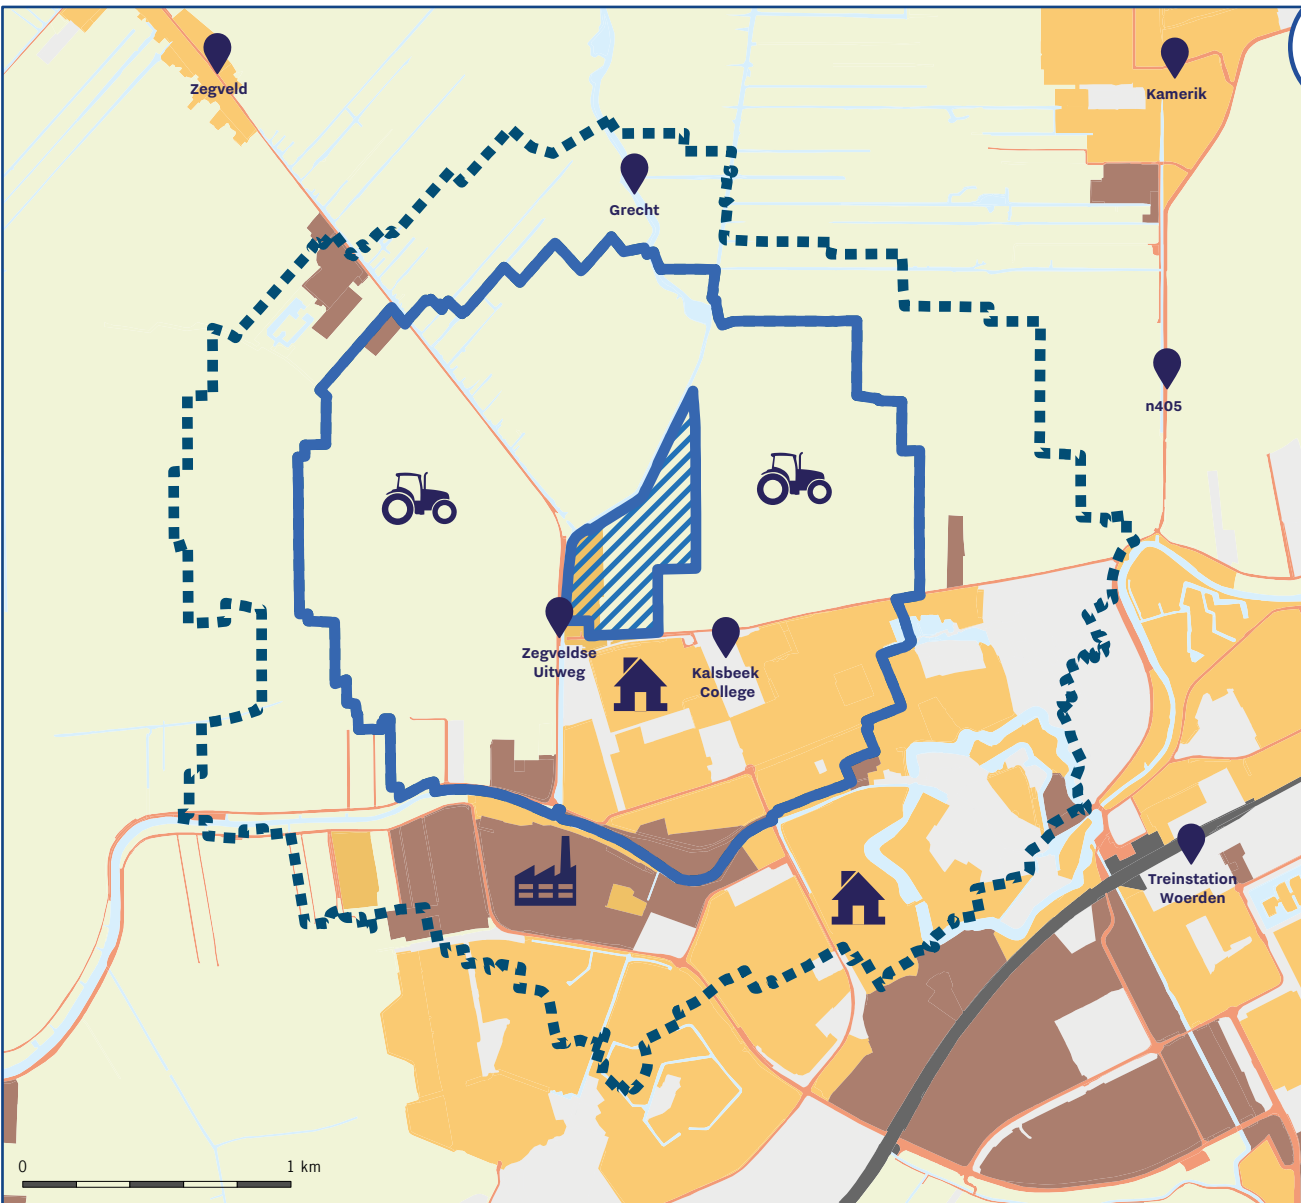 Zegveld
Kamerik
Grecht
n405
Zegveldse
Uitweg
Kalsbeek
College
Treinstation
Woerden
0
1 km